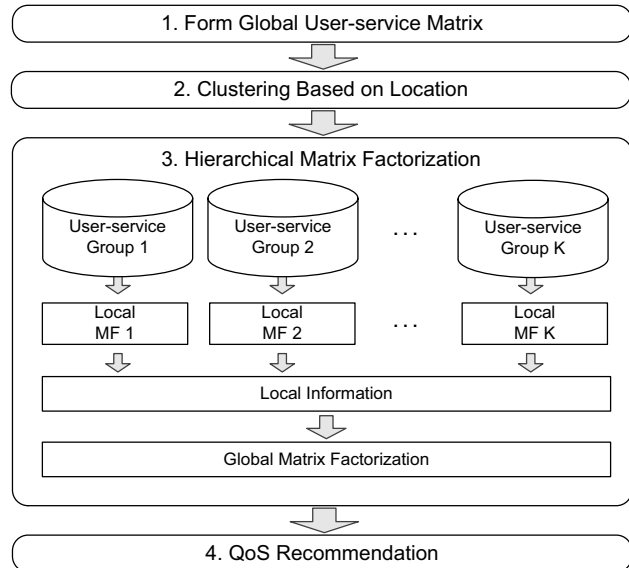 1. Form Global User-service Matrix
2. Clustering Based on Location
3. Hierarchical Matrix Factorization
User-service
Group 1
User-service
Group 2
. . .
User-service
Group K
Local
MF 1
Local
MF 2
. . .
Local
MF K
Local Information
Global Matrix Factorization
4. QoS Recommendation